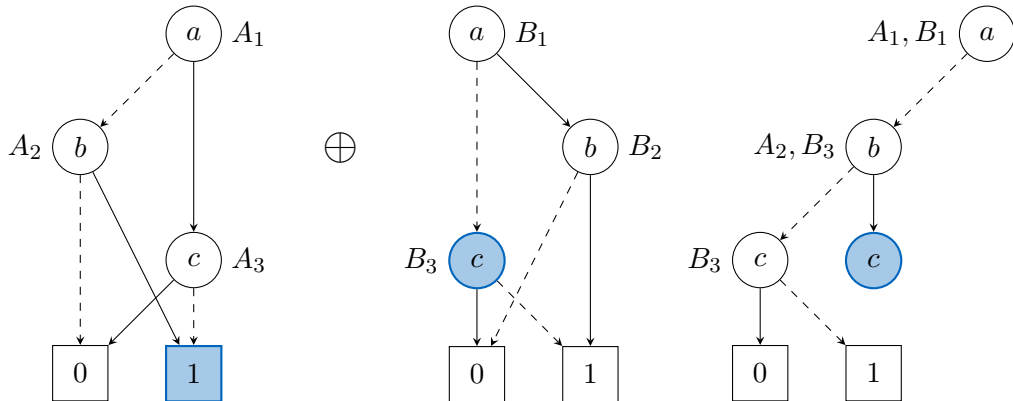 a A₁ a B₁ A₁, B₁ a
A₂ b ⊕ b B₂ A₂, B₃ b
c A₃ B₃ c B₃ c c
0 1 0 1 0 1